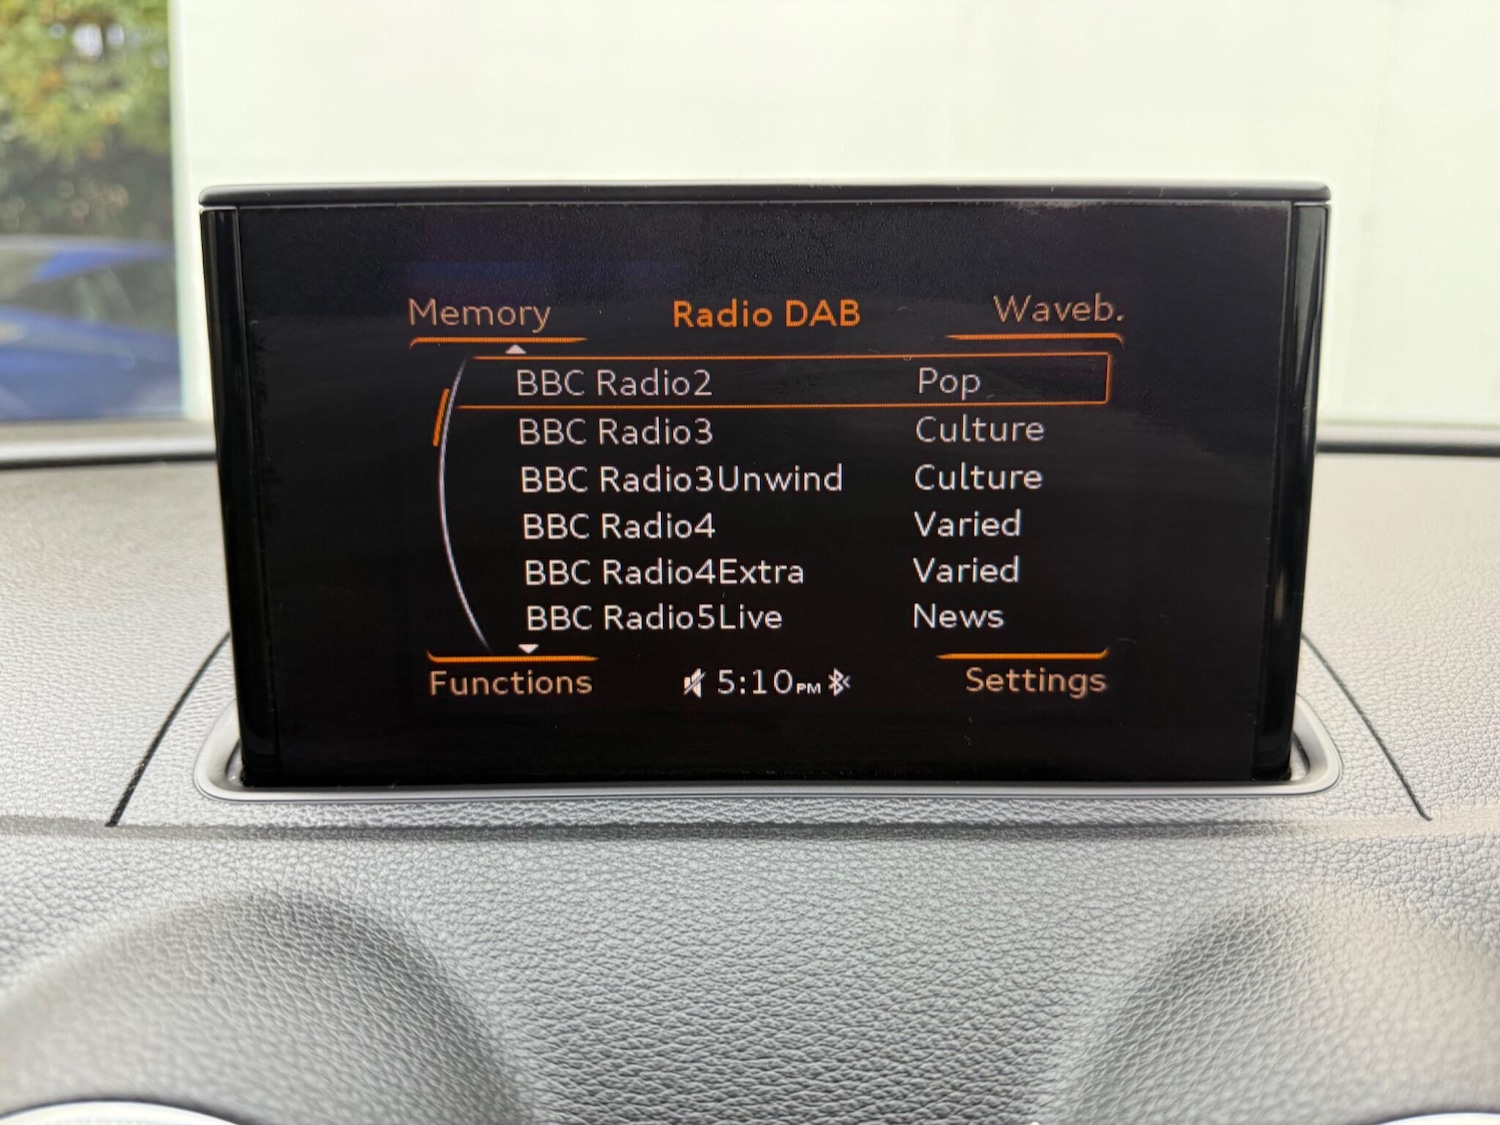 Memory Radio DAB Waveb.
BBC Radio2 Pop
BBC Radio3 Culture
BBC Radio3Unwind Culture
BBC Radio4 Varied
BBC Radio4Extra Varied
BBC Radio5Live News
Functions 5:10PM Settings